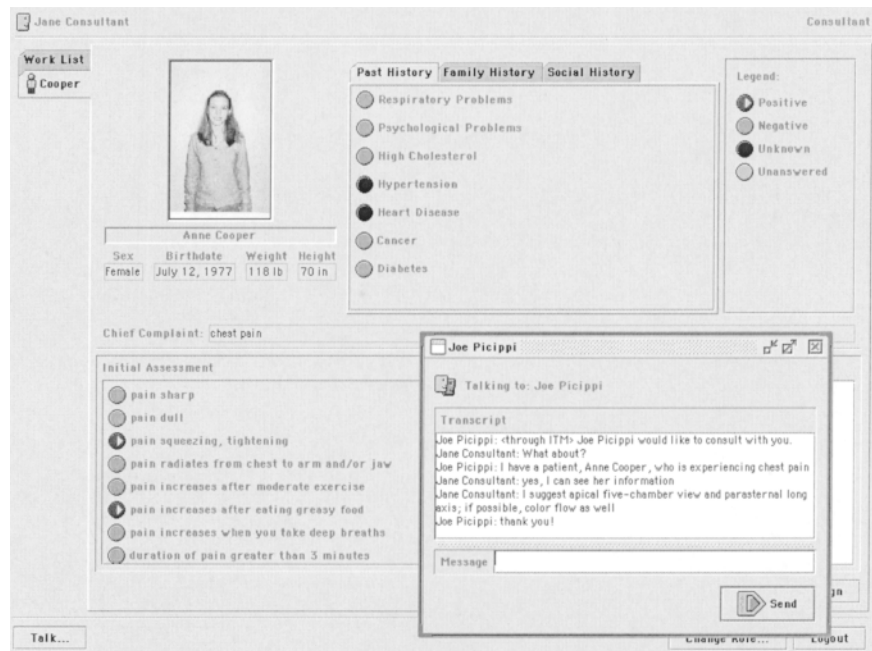 Jane Consultant
Consultant
Work List
Cooper
Anne Cooper
Sex Birthdate Weight Height
Female July 12, 1977 118 lb 70 in
Past History Family History Social History
Respiratory Problems
Psychological Problems
High Cholesterol
Hypertension
Heart Disease
Cancer
Diabetes
Legend:
Positive
Negative
Unknown
Unanswered
Chief Complaint: chest pain
Initial Assessment
pain sharp
pain dull
pain squeezing, tightening
pain radiates from chest to arm and/or jaw
pain increases after moderate exercise
pain increases after eating greasy food
pain increases when you take deep breaths
duration of pain greater than 3 minutes
Joe Picippi
Talking to: Joe Picippi
Transcript
Joe Picippi: <through ITM> Joe Picippi would like to consult with you.
Jane Consultant: What about?
Joe Picippi: I have a patient, Anne Cooper, who is experiencing chest pain
Jane Consultant: yes, I can see her information
Jane Consultant: I suggest apical five-chamber view and parasternal long
axis; if possible, color flow as well
Joe Picippi: thank you!
Message
Send
Talk...
Change Role...
Logout